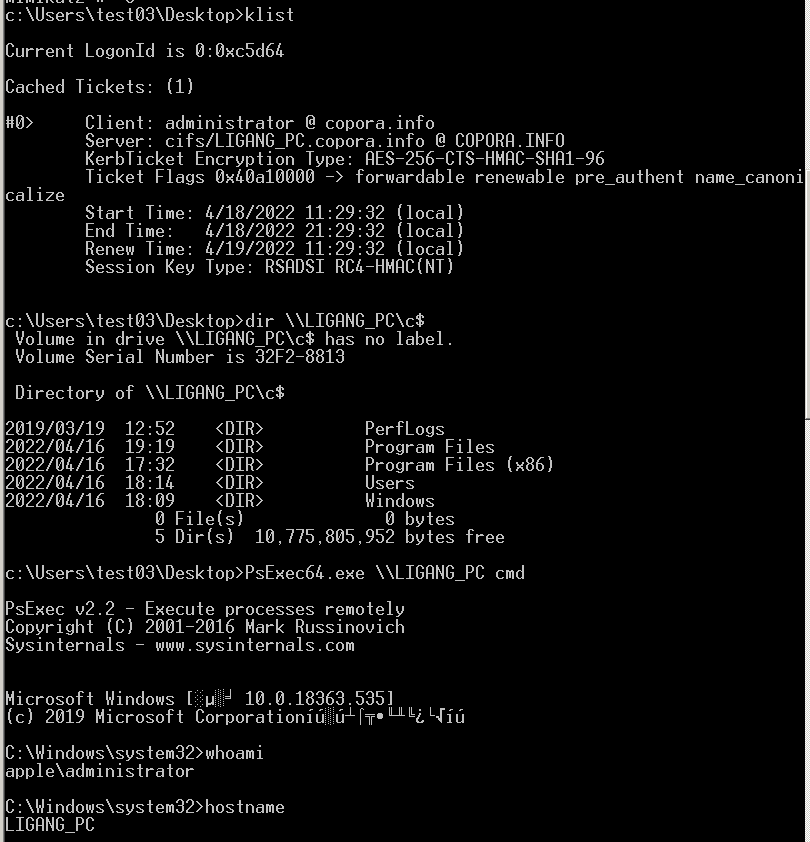 c:\Users\test03\Desktop>klist
Current LogonId is 0:0xc5d64
Cached Tickets: (1)
#0>     Client: administrator @ copora.info
        Server: cifs/LIGANG_PC.copora.info @ COPORA.INFO
        KerbTicket Encryption Type: AES-256-CTS-HMAC-SHA1-96
        Ticket Flags 0x40a10000 -> forwardable renewable pre_authent name_canoni
calize
        Start Time: 4/18/2022 11:29:32 (local)
        End Time:   4/18/2022 21:29:32 (local)
        Renew Time: 4/19/2022 11:29:32 (local)
        Session Key Type: RSADSI RC4-HMAC(NT)
c:\Users\test03\Desktop>dir \\LIGANG_PC\c$
 Volume in drive \\LIGANG_PC\c$ has no label.
 Volume Serial Number is 32F2-8813
 Directory of \\LIGANG_PC\c$
2019/03/19  12:52    <DIR>          PerfLogs
2022/04/16  19:19    <DIR>          Program Files
2022/04/16  17:32    <DIR>          Program Files (x86)
2022/04/16  18:14    <DIR>          Users
2022/04/16  18:09    <DIR>          Windows
               0 File(s)              0 bytes
               5 Dir(s)  10,775,805,952 bytes free
c:\Users\test03\Desktop>PsExec64.exe \\LIGANG_PC cmd
PsExec v2.2 - Execute processes remotely
Copyright (C) 2001-2016 Mark Russinovich
Sysinternals - www.sysinternals.com
Microsoft Windows [ 10.0.18363.535]
(c) 2019 Microsoft
C:\Windows\system32>whoami
apple\administrator
C:\Windows\system32>hostname
LIGANG_PC